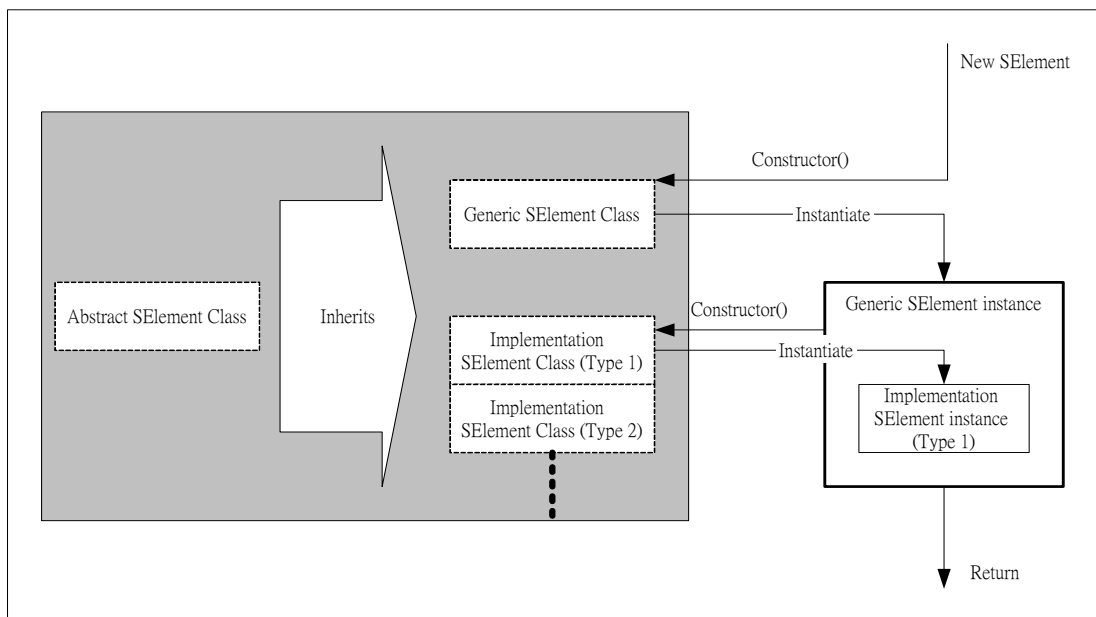 New SElement
Constructor()
Generic SElement Class
Instantiate
Abstract SElement Class
Inherits
Generic SElement instance
Constructor()
Implementation
SElement Class (Type 1)
Instantiate
Implementation
SElement Class (Type 2)
Implementation
SElement instance
(Type 1)
Return